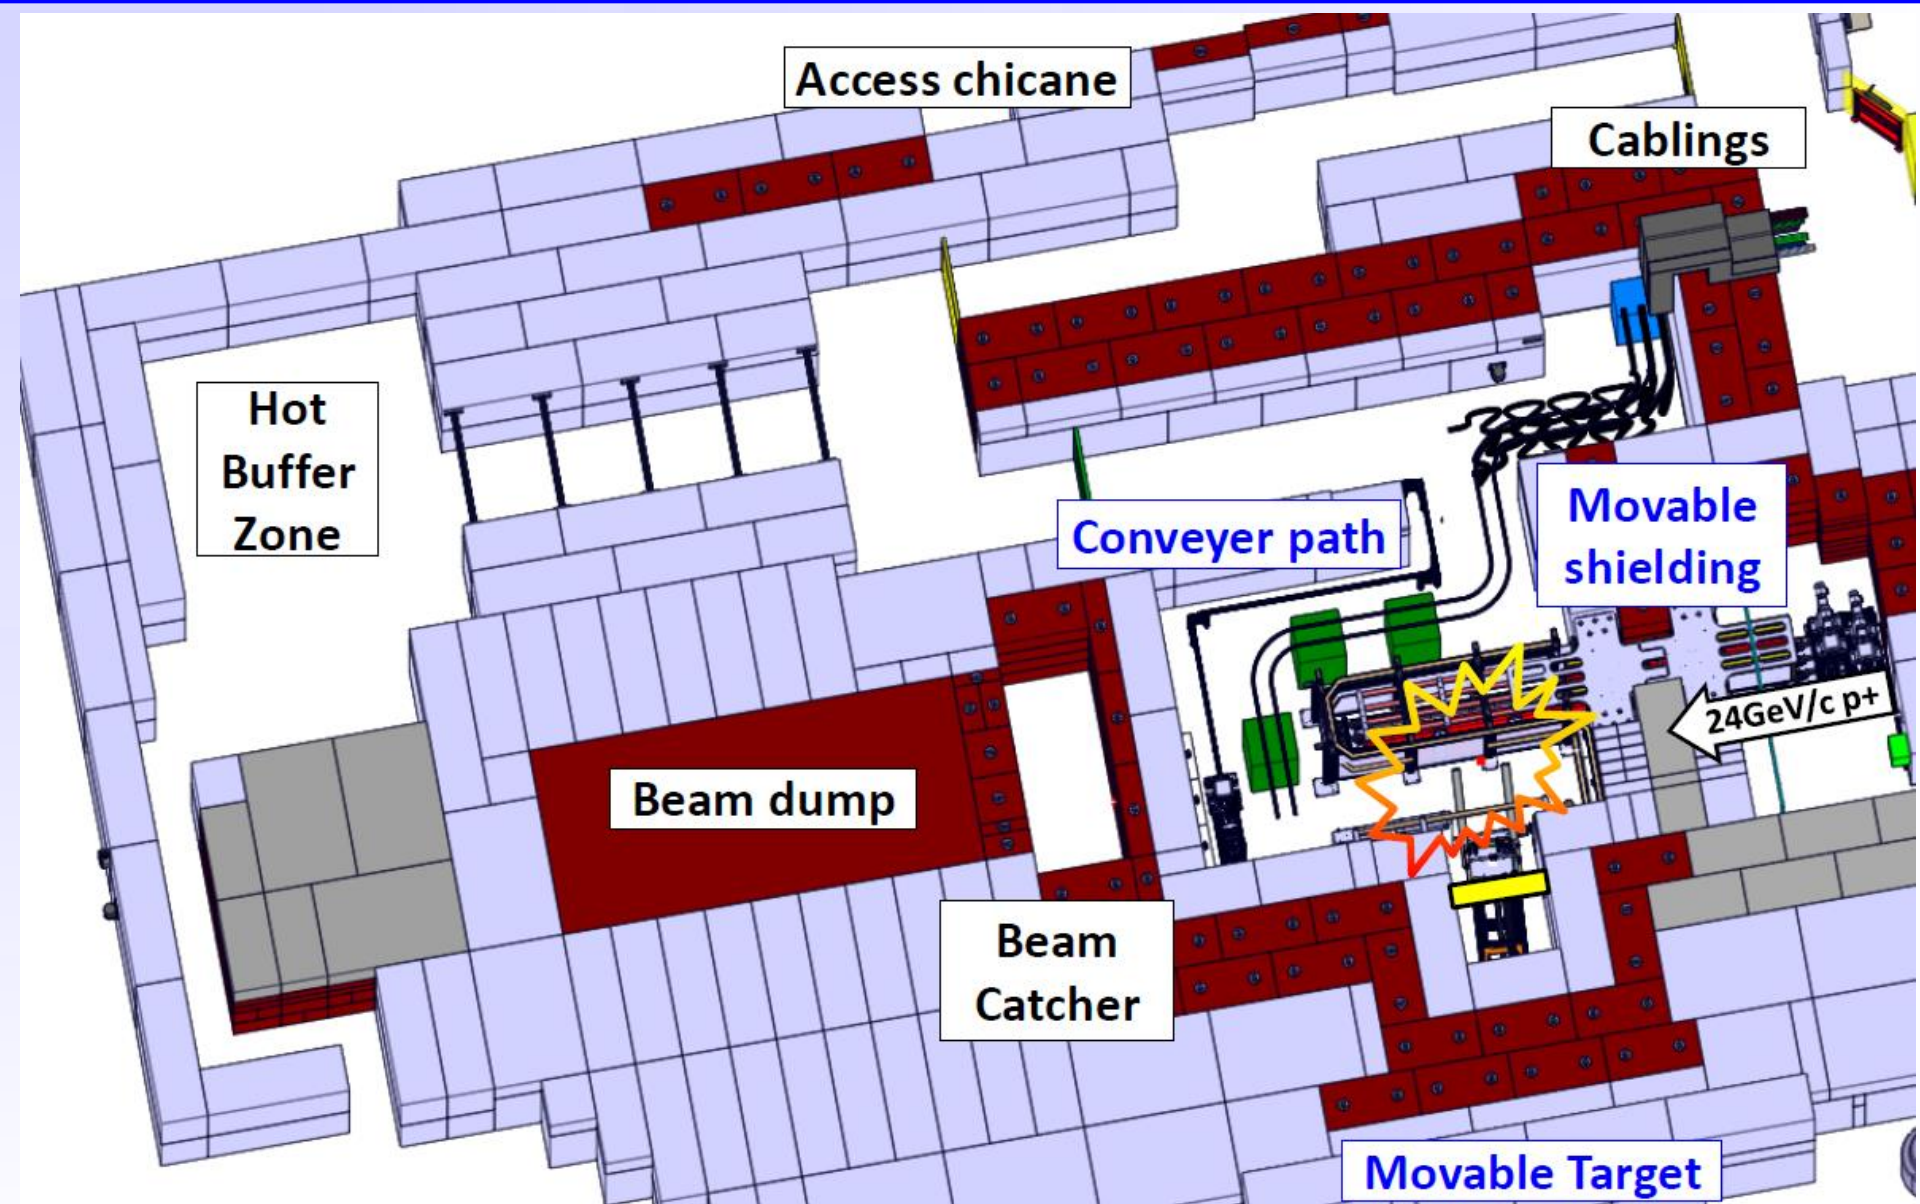 Access chicane
Cablings
Hot
Buffer
Zone
Conveyer path
Movable
shielding
24GeV/c p+
Beam dump
Beam
Catcher
Movable Target